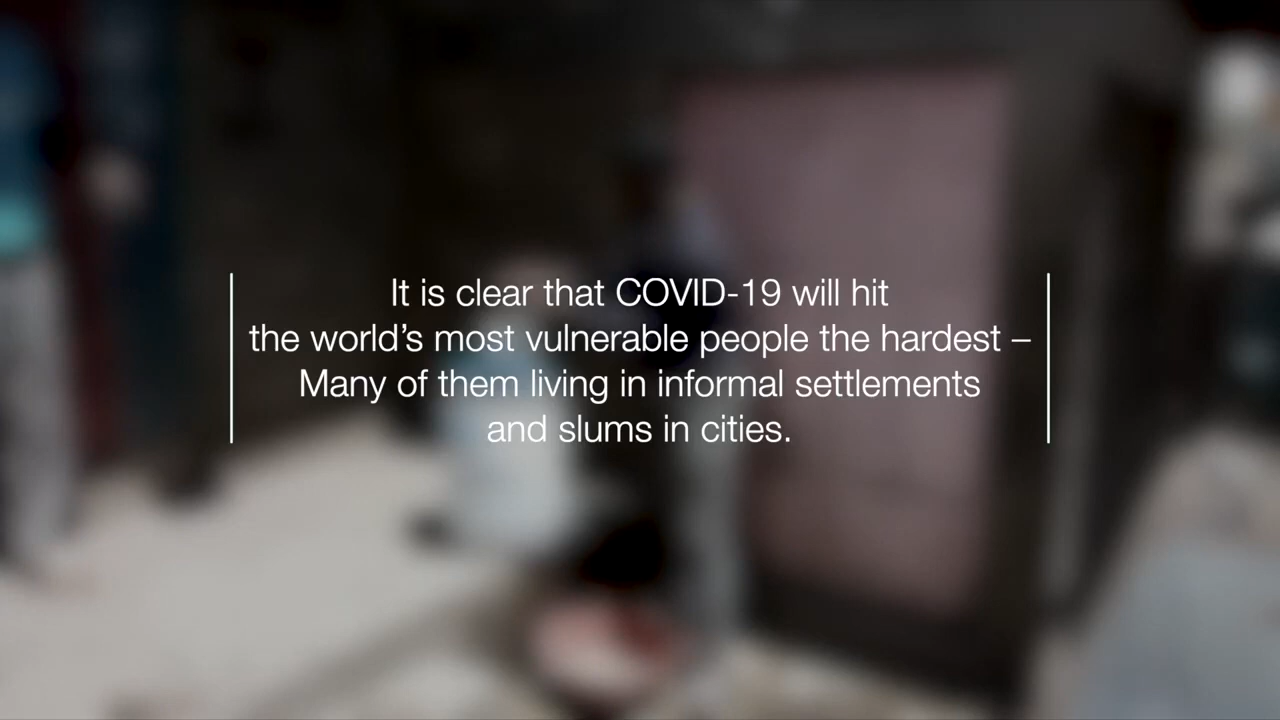 It is clear that COVID-19 will hit
the world’s most vulnerable people the hardest –
Many of them living in informal settlements
and slums in cities.